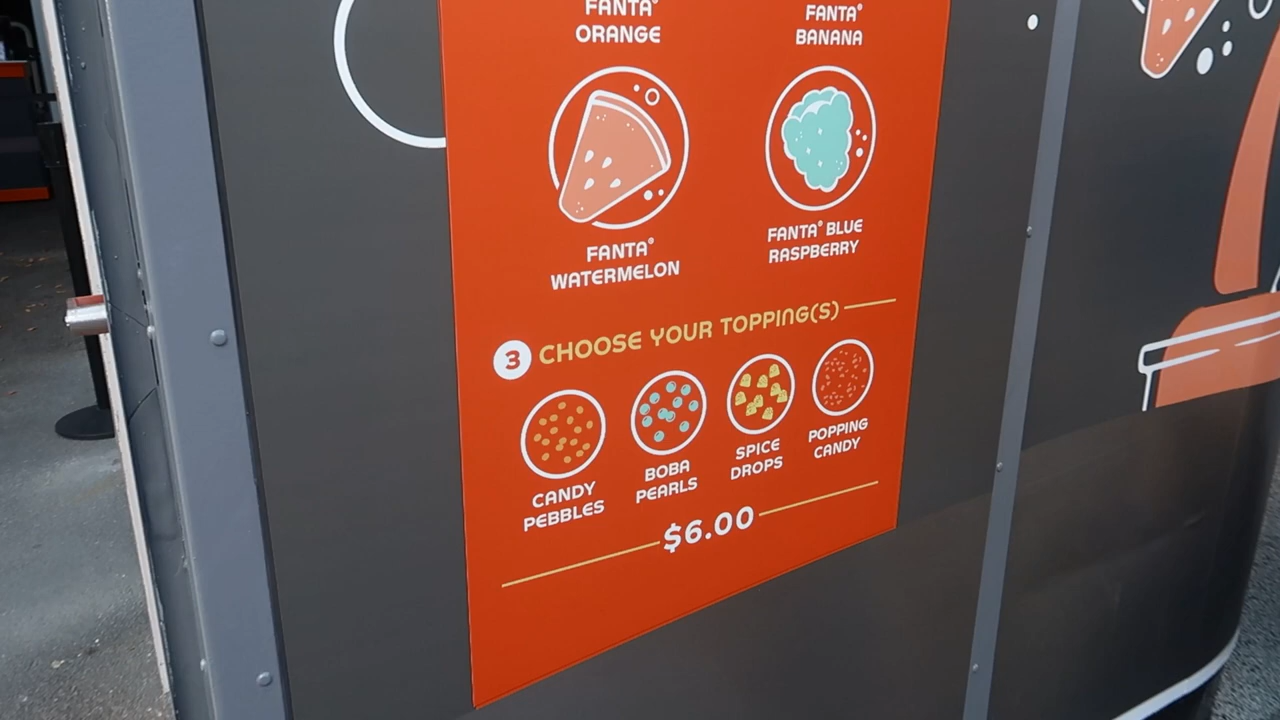 FANTA®
ORANGE
FANTA®
BANANA
FANTA®
WATERMELON
FANTA® BLUE
RASPBERRY
3 CHOOSE YOUR TOPPING(S)
CANDY
PEBBLES
BOBA
PEARLS
SPICE
DROPS
POPPING
CANDY
$6.00